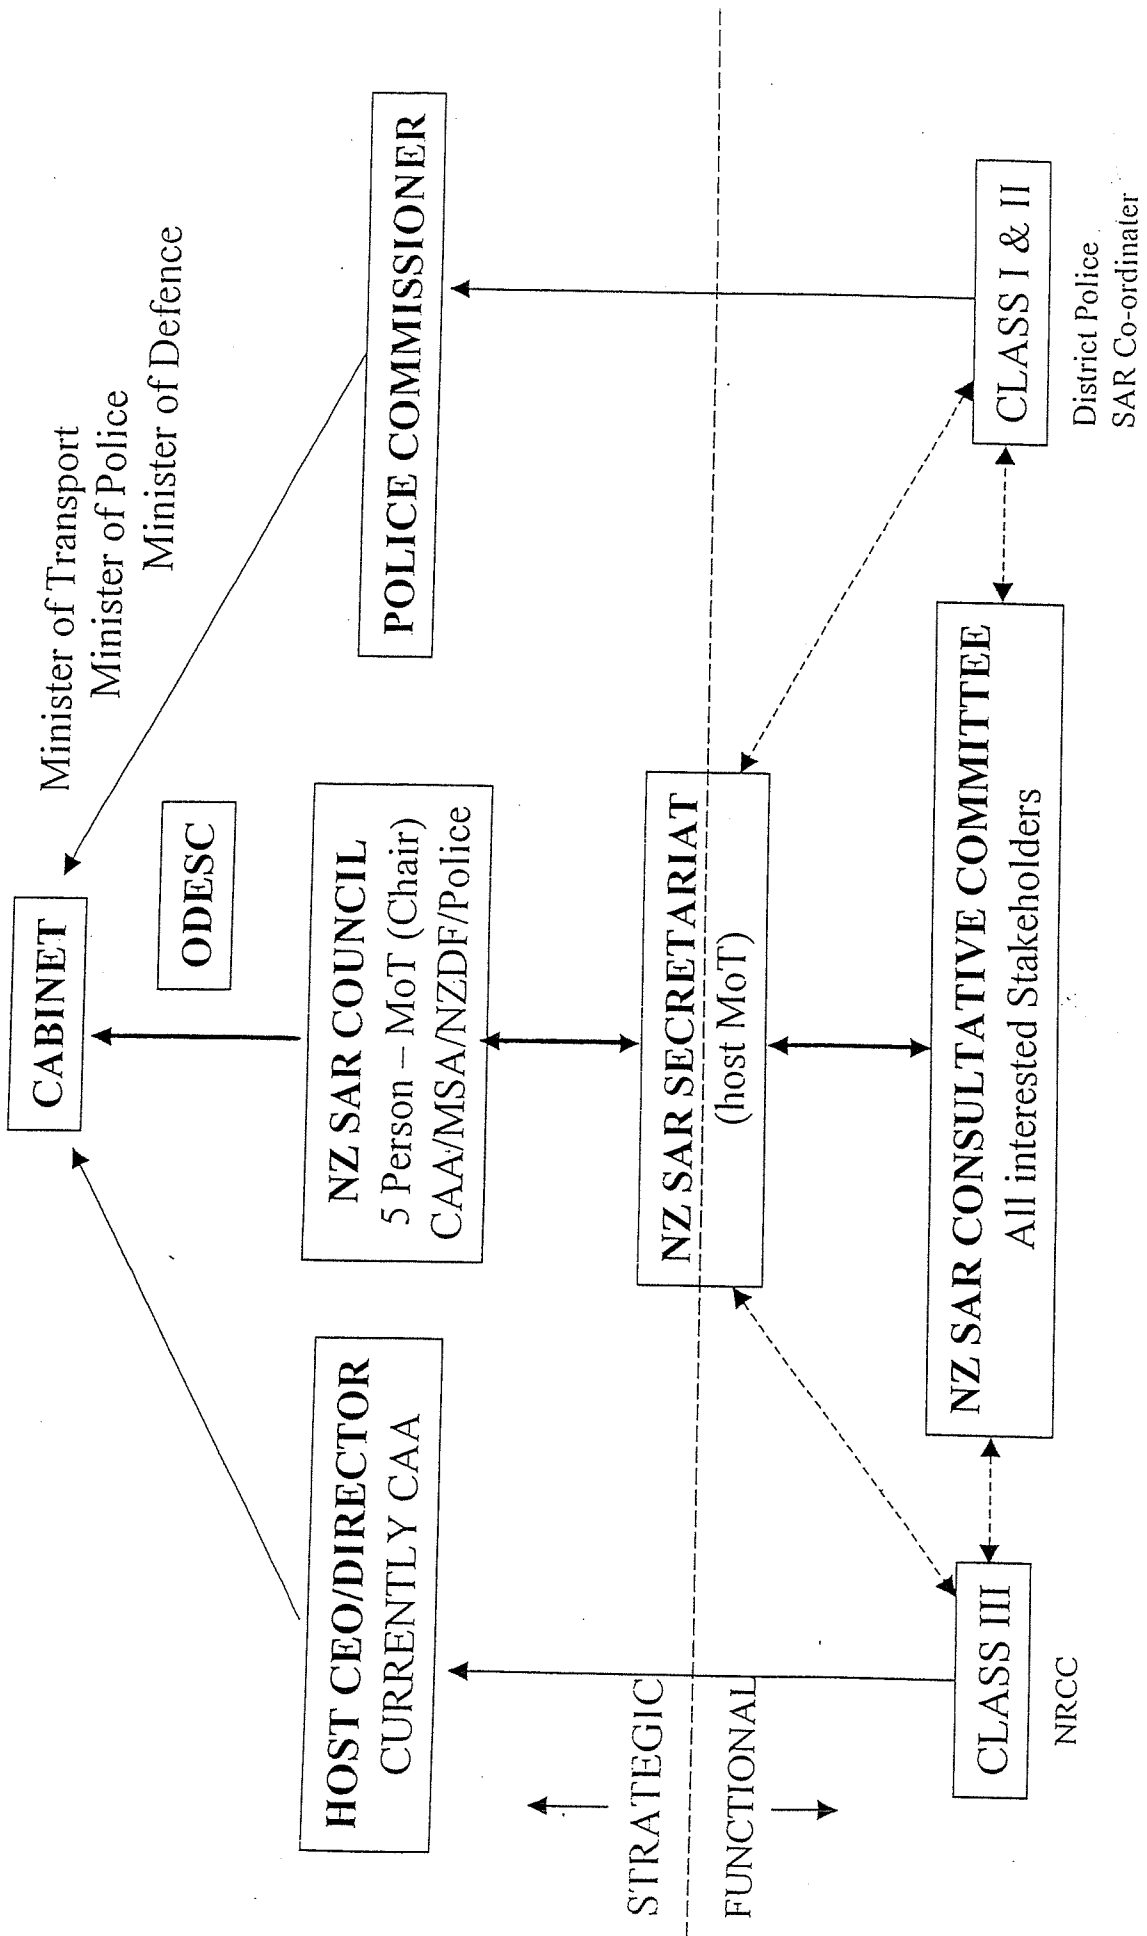 CABINET
Minister of Transport
Minister of Police
Minister of Defence
ODESC
HOST CEO/DIRECTOR
CURRENTLY CAA
NZ SAR COUNCIL
5 Person – MoT (Chair)
CAA/MSA/NZDF/Police
POLICE COMMISSIONER
STRATEGIC
FUNCTIONAL
NZ SAR SECRETARIAT
(host MoT)
CLASS III
NRCC
NZ SAR CONSULTATIVE COMMITTEE
All interested Stakeholders
CLASS I & II
District Police
SAR Co-ordinater